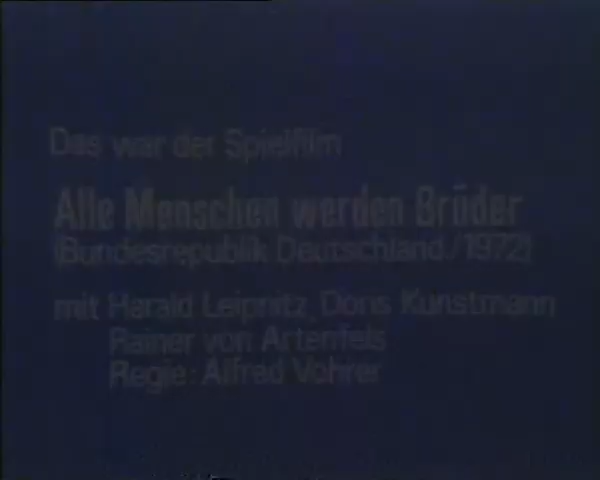 Das war der Spielfilm
Alle Menschen werden Brüder
(Bundesrepublik Deutschland/1972)
mit Herald Leipnitz, Doris Kunstmann
Rainer von Artenfels
Regie: Alfred Vohrer